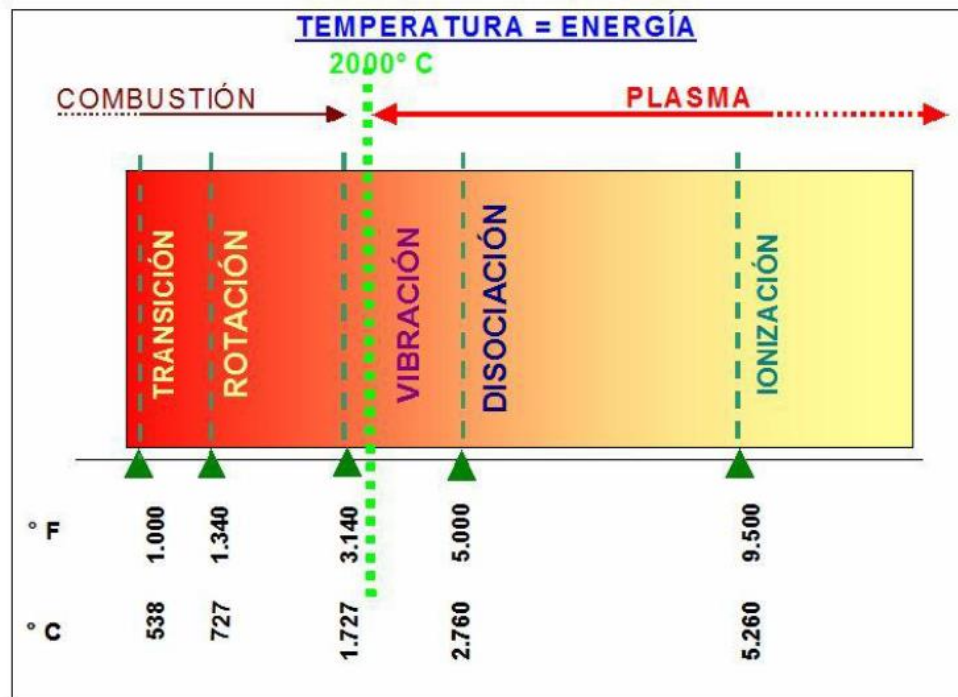 TEMPERATURA = ENERGÍA
2000° C
COMBUSTIÓN
PLASMA
TRANSICIÓN
ROTACIÓN
VIBRACIÓN
DISOCIACIÓN
IONIZACIÓN
° F 1.000 1.340 3.140 5.000 9.500
° C 538 727 1.727 2.760 5.260